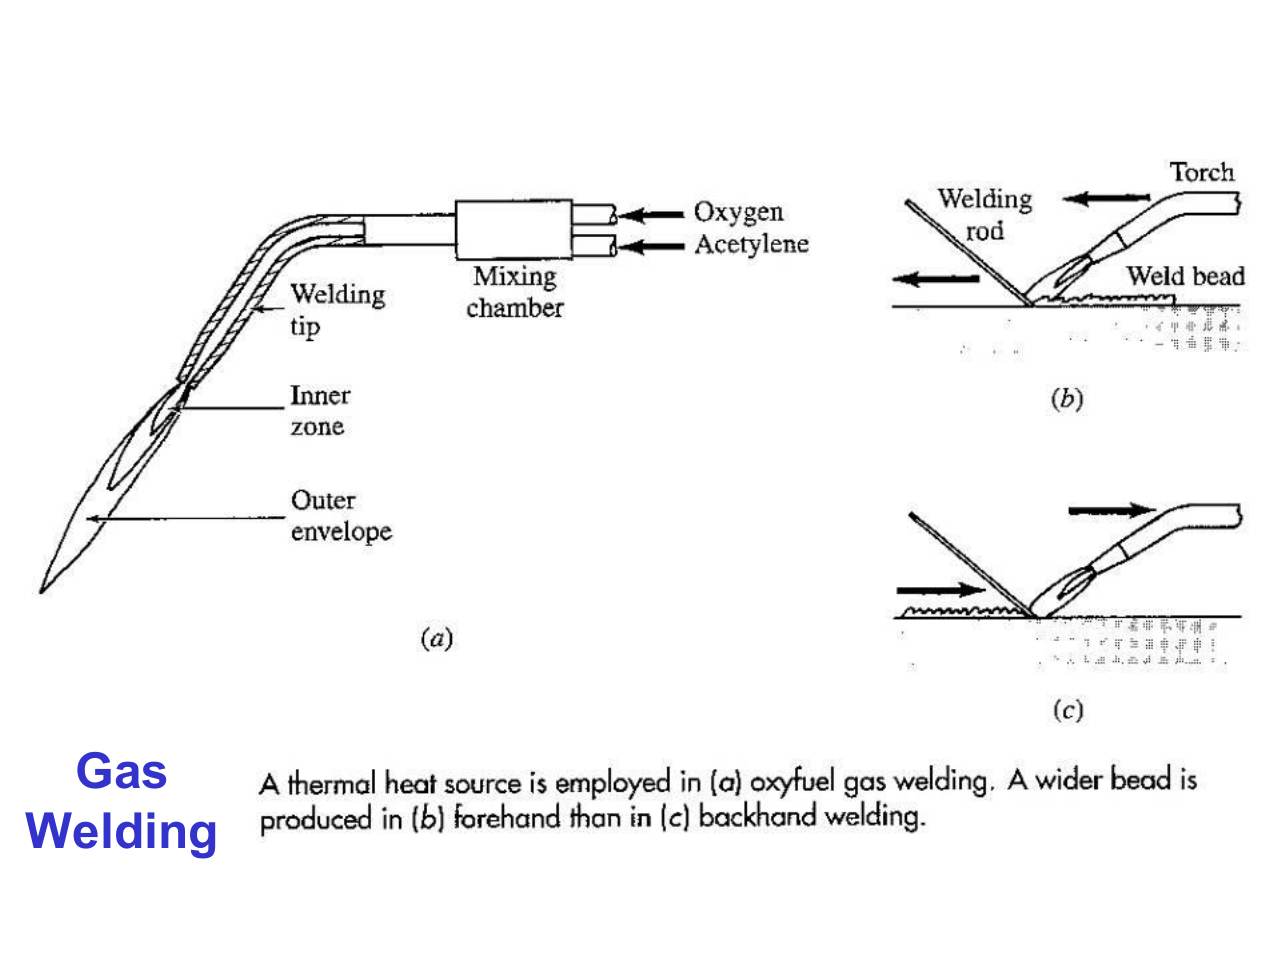 Oxygen
Acetylene
Mixing
chamber
Welding
tip
Inner
zone
Outer
envelope
(a)
Torch
Welding
rod
Weld bead
(b)
(c)
Gas
Welding
A thermal heat source is employed in (a) oxyfuel gas welding. A wider bead is
produced in (b) forehand than in (c) backhand welding.